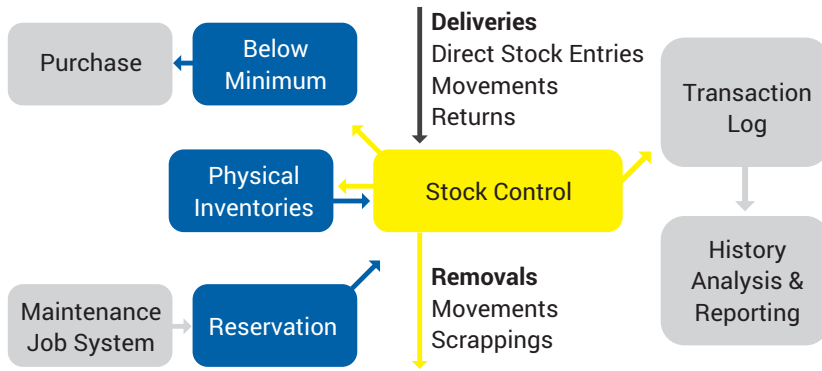 Purchase
Below
Minimum
Deliveries
Direct Stock Entries
Movements
Returns
Transaction
Log
Physical
Inventories
Stock Control
History
Analysis &
Reporting
Maintenance
Job System
Reservation
Removals
Movements
Scrappings